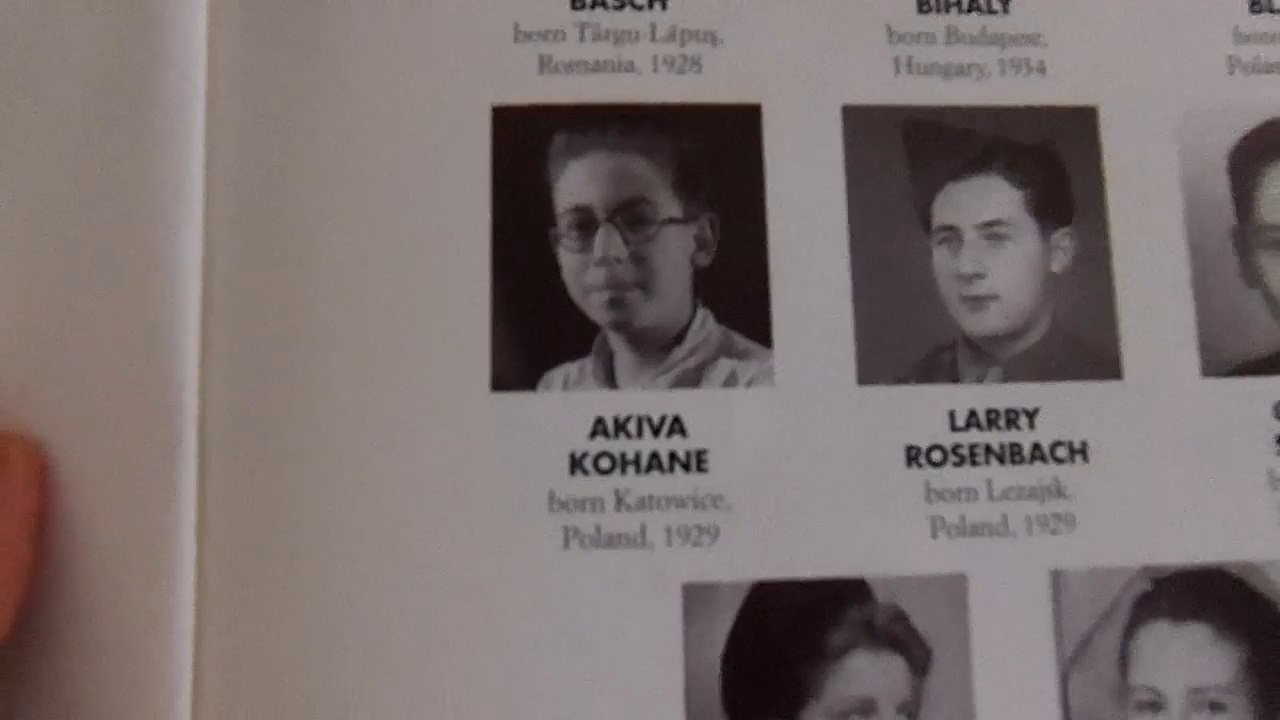 BASCH
born Târgu-Lăpuş,
Romania, 1928
BIHALY
born Budapest,
Hungary, 1934
AKIVA
KOHANE
born Katowice,
Poland, 1929
LARRY
ROSENBACH
born Lezajsk,
Poland, 1929